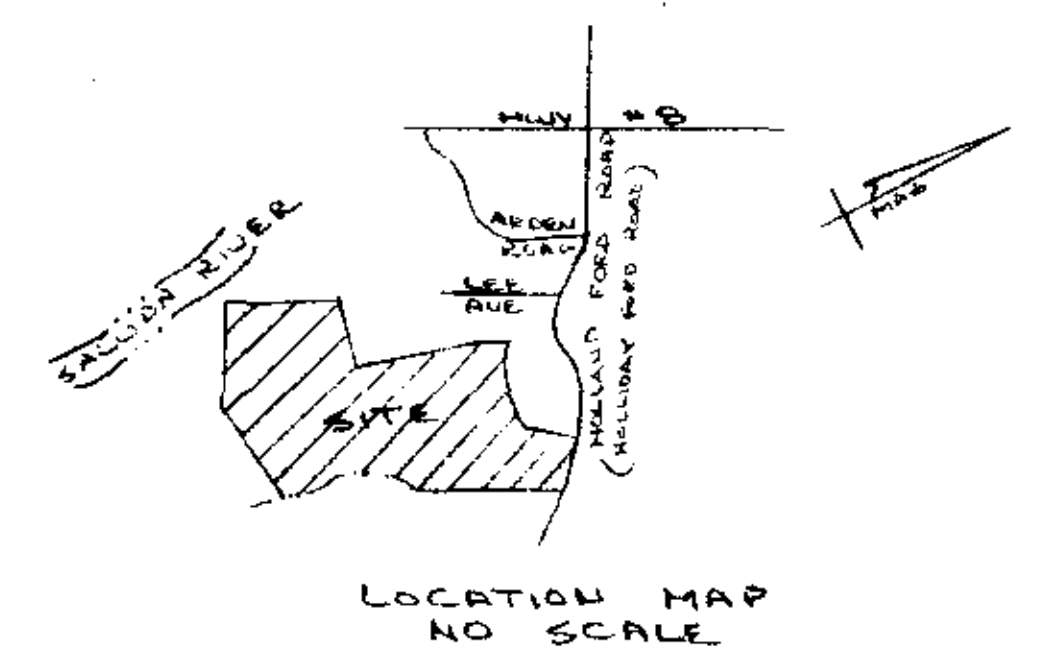 HWY # 8
ARDEN
ROAD
LEE
AVE
HOLLAND FORD ROAD
(HOLLIDAY FORD ROAD)
SALUDA RIVER
SITE
LOCATION MAP
NO SCALE